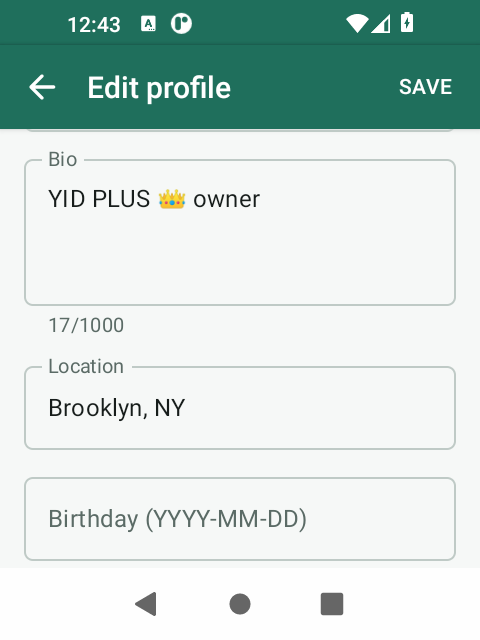 12:43
Edit profile
SAVE
Bio
YID PLUS 👑 owner
17/1000
Location
Brooklyn, NY
Birthday (YYYY-MM-DD)